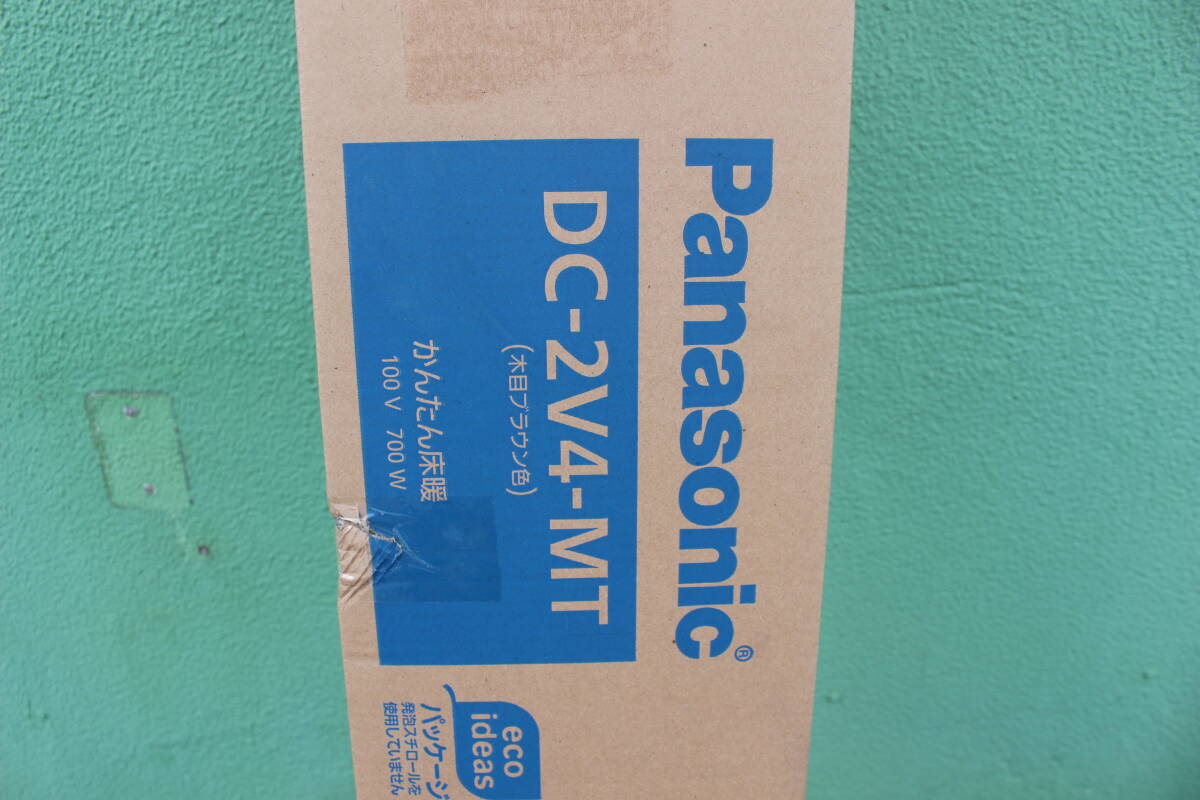 Panasonic®
DC-2V4-MT
(木目ブラウン色)
かんたん床暖
100V 700W
eco
ideas
パッケージ
発泡スチロールを
使用していません